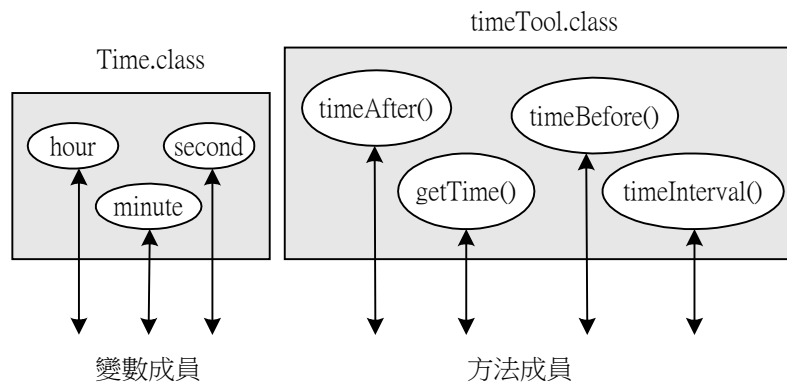 Time.class
hour
second
minute
變數成員
timeTool.class
timeAfter()
timeBefore()
getTime()
timeInterval()
方法成員